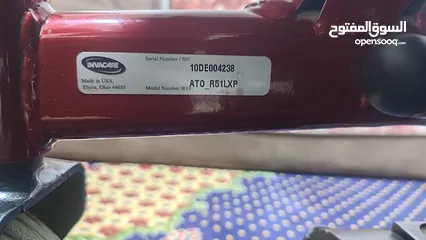 السوق المفتوح
opensooq.com
INVACARE
Serial Number / SN
10DE004238
Made in USA
Elyria, Ohio 44035
Model Number /
ATO_R51LXP